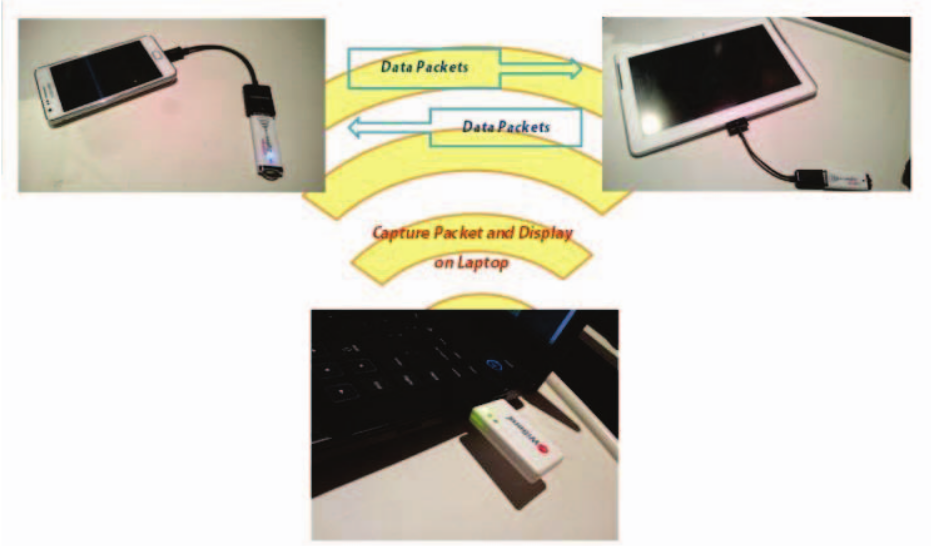 Data Packets
Data Packets
Capture Packet and Display
on Laptop